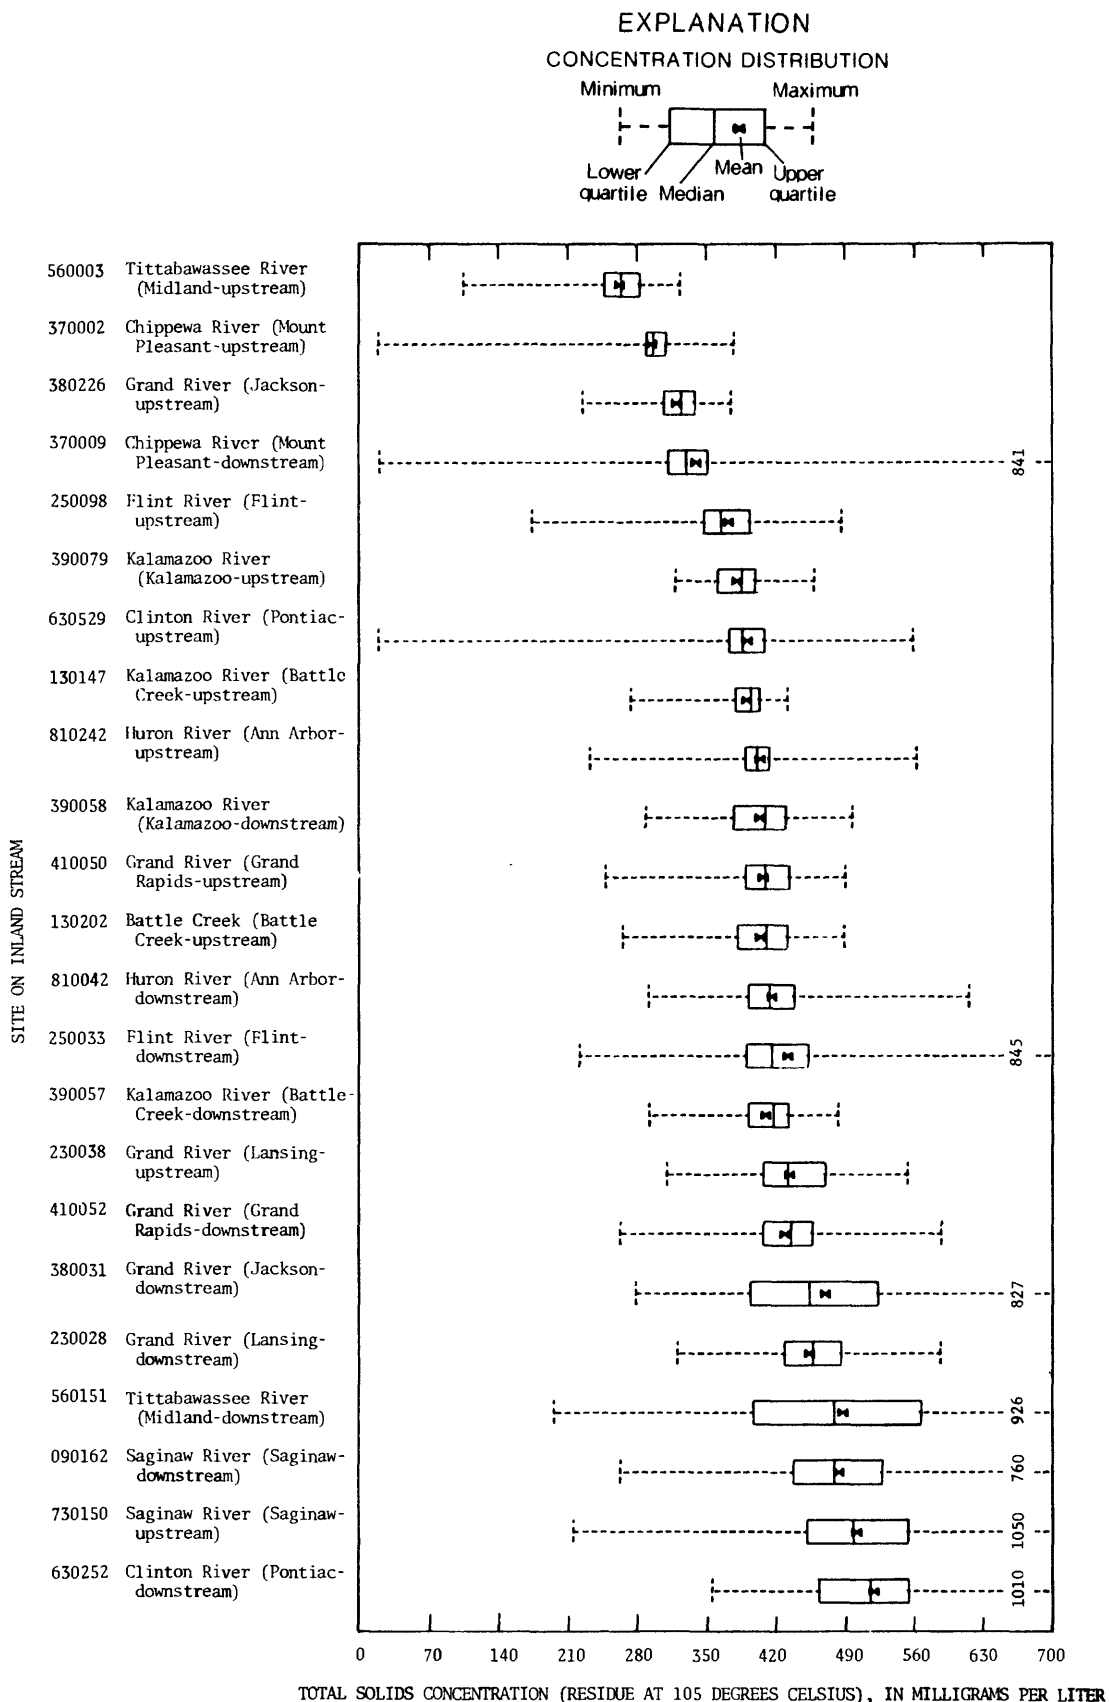 EXPLANATION
CONCENTRATION DISTRIBUTION
Minimum Maximum
Lower quartile Median Mean Upper quartile
SITE ON INLAND STREAM
560003 Tittabawassee River
(Midland-upstream)
370002 Chippewa River (Mount
Pleasant-upstream)
380226 Grand River (Jackson-
upstream)
370009 Chippewa River (Mount
Pleasant-downstream)
841
250098 Flint River (Flint-
upstream)
390079 Kalamazoo River
(Kalamazoo-upstream)
630529 Clinton River (Pontiac-
upstream)
130147 Kalamazoo River (Battle
Creek-upstream)
810242 Huron River (Ann Arbor-
upstream)
390058 Kalamazoo River
(Kalamazoo-downstream)
410050 Grand River (Grand
Rapids-upstream)
130202 Battle Creek (Battle
Creek-upstream)
810042 Huron River (Ann Arbor-
downstream)
250033 Flint River (Flint-
downstream)
845
390057 Kalamazoo River (Battle-
Creek-downstream)
230038 Grand River (Lansing-
upstream)
410052 Grand River (Grand
Rapids-downstream)
380031 Grand River (Jackson-
downstream)
827
230028 Grand River (Lansing-
downstream)
560151 Tittabawassee River
(Midland-downstream)
926
090162 Saginaw River (Saginaw-
downstream)
760
730150 Saginaw River (Saginaw-
upstream)
1050
630252 Clinton River (Pontiac-
downstream)
1010
0 70 140 210 280 350 420 490 560 630 700
TOTAL SOLIDS CONCENTRATION (RESIDUE AT 105 DEGREES CELSIUS), IN MILLIGRAMS PER LITER